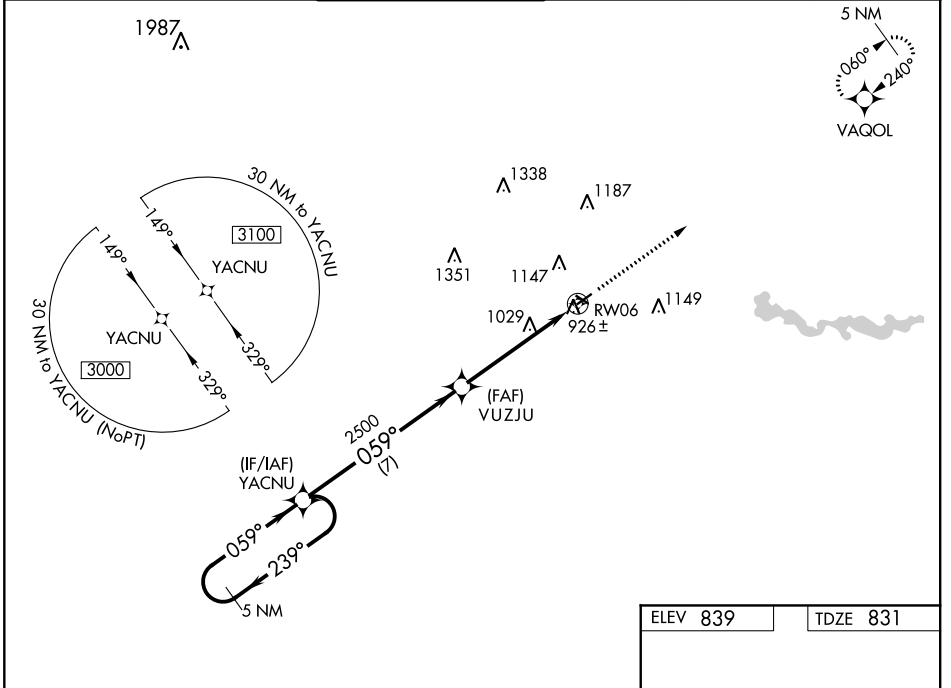 1987
5 NM
060°
240°
VAQOL
30 NM to YACNU
149°
3100
YACNU
329°
149°
YACNU
3000
329°
30 NM to YACNU (NoPT)
1338
1187
1351
1147
1029
926±
RW06
1149
(FAF)
VUZJU
2500
059°
(7)
(IF/IAF)
YACNU
059°
239°
5 NM
ELEV 839
TDZE 831